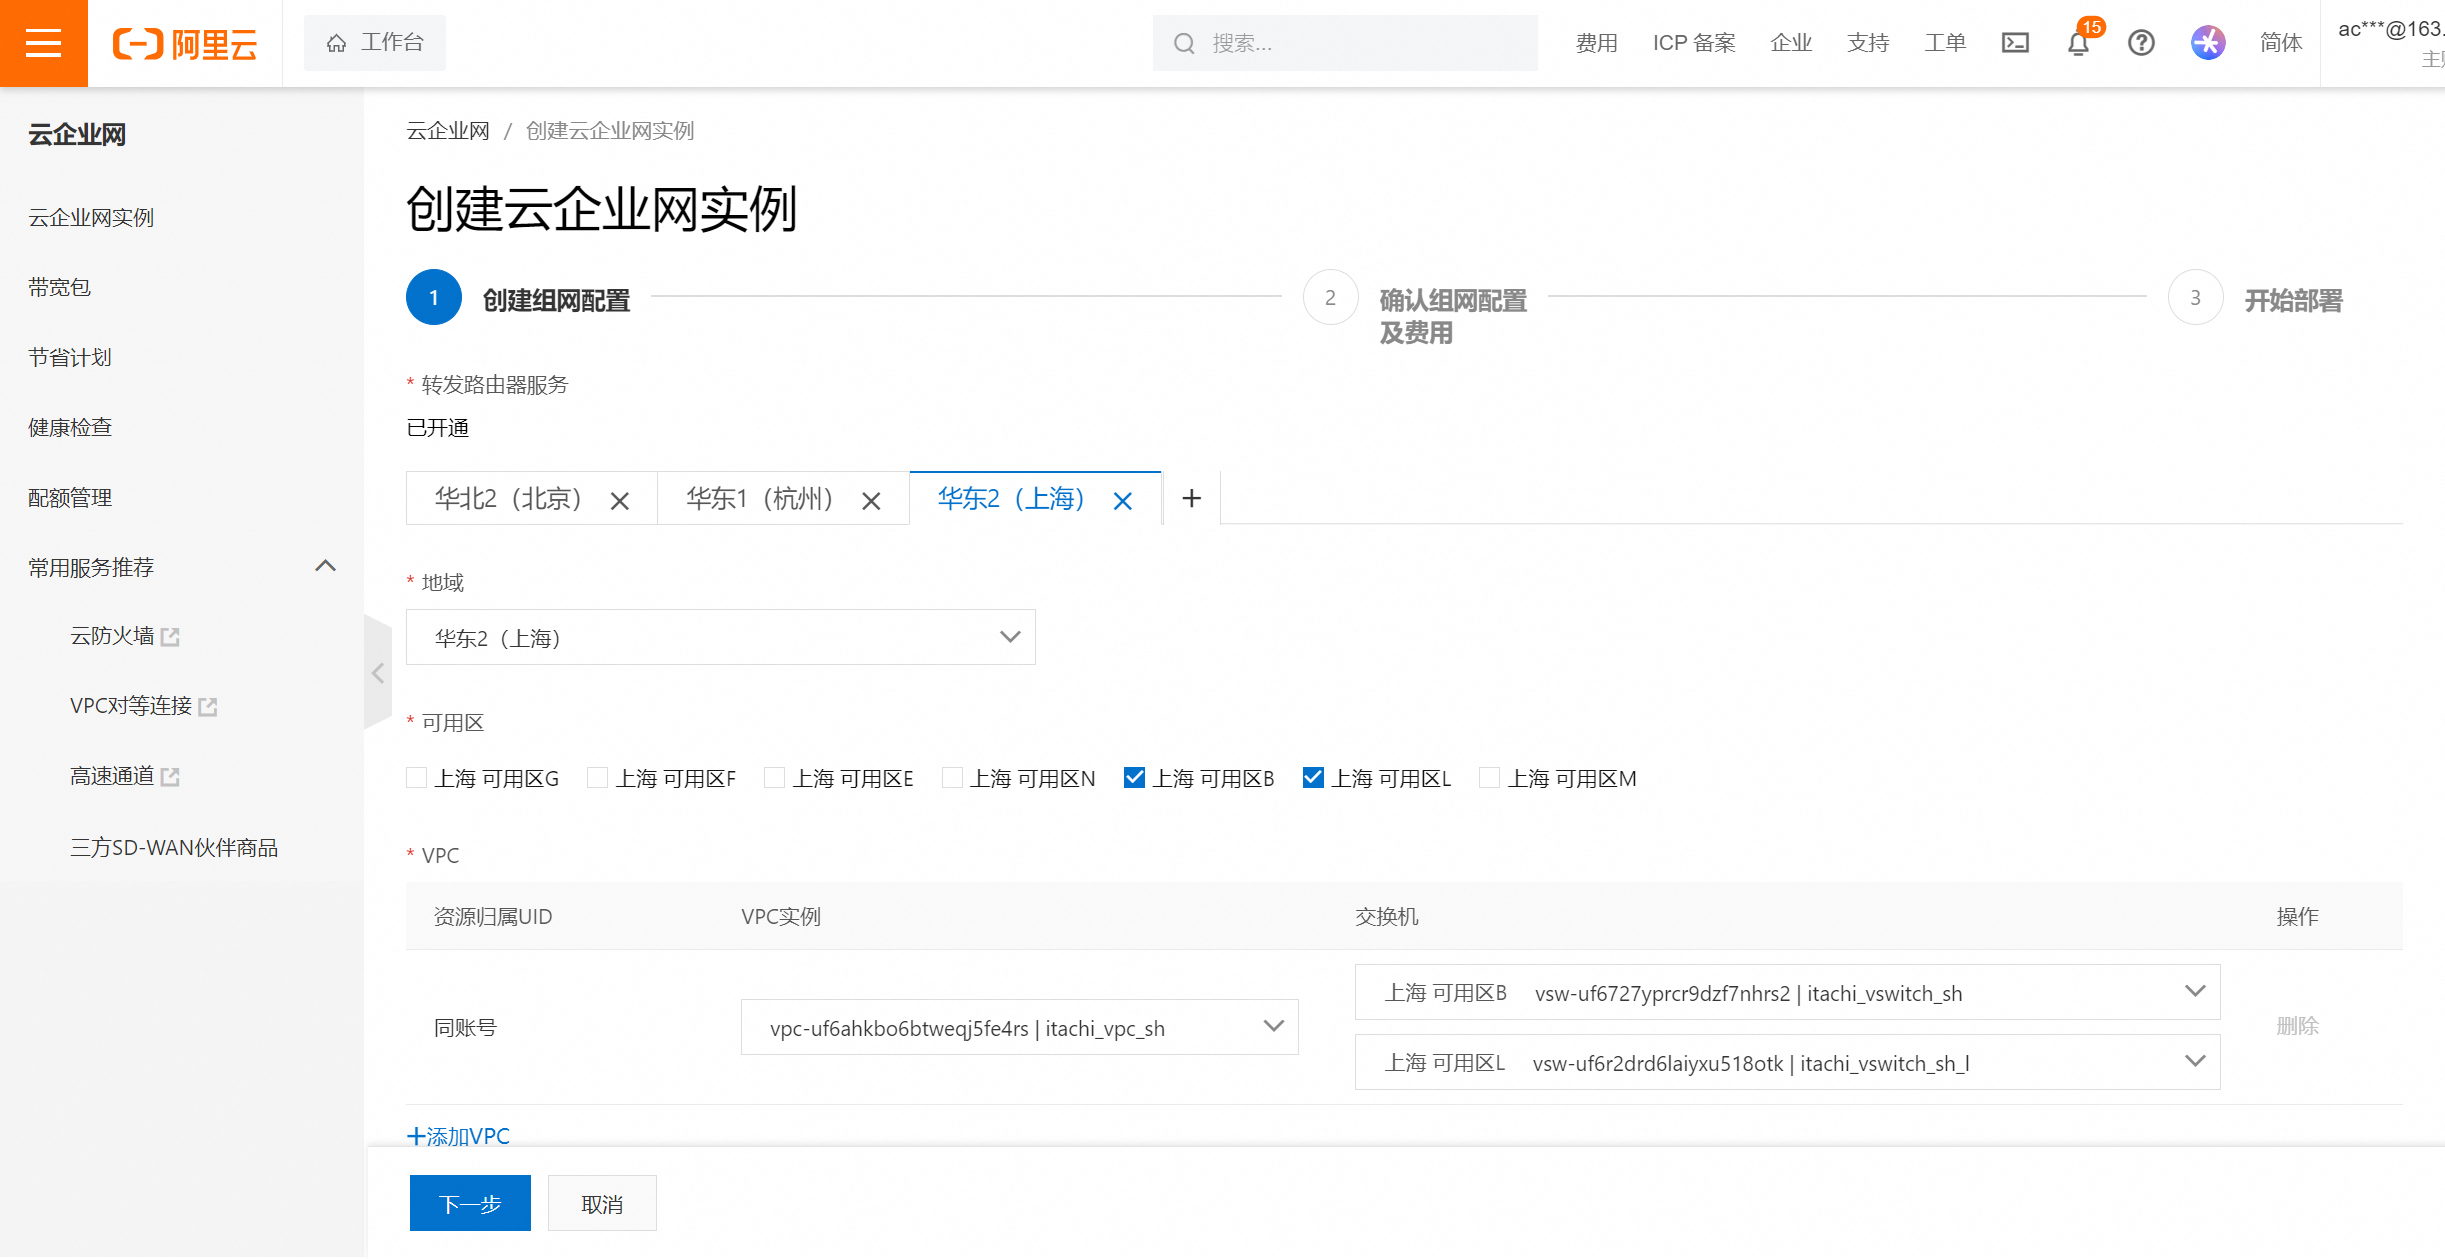 阿里云
工作台
搜索...
费用
ICP 备案
企业
支持
工单
15
简体
ac***@163.
云企业网
云企业网实例
带宽包
节省计划
健康检查
配额管理
常用服务推荐
云防火墙
VPC对等连接
高速通道
三方SD-WAN伙伴商品
云企业网 / 创建云企业网实例
创建云企业网实例
1 创建组网配置
2 确认组网配置
及费用
3 开始部署
* 转发路由器服务
已开通
华北2（北京）
华东1（杭州）
华东2（上海）
* 地域
华东2（上海）
* 可用区
上海 可用区G
上海 可用区F
上海 可用区E
上海 可用区N
上海 可用区B
上海 可用区L
上海 可用区M
* VPC
资源归属UID
VPC实例
交换机
操作
同账号
vpc-uf6ahkbo6btweqj5fe4rs | itachi_vpc_sh
上海 可用区B vsw-uf6727yprcr9dzf7nhrs2 | itachi_vswitch_sh
上海 可用区L vsw-uf6r2drd6laiyxu518otk | itachi_vswitch_sh_l
删除
+添加VPC
下一步
取消